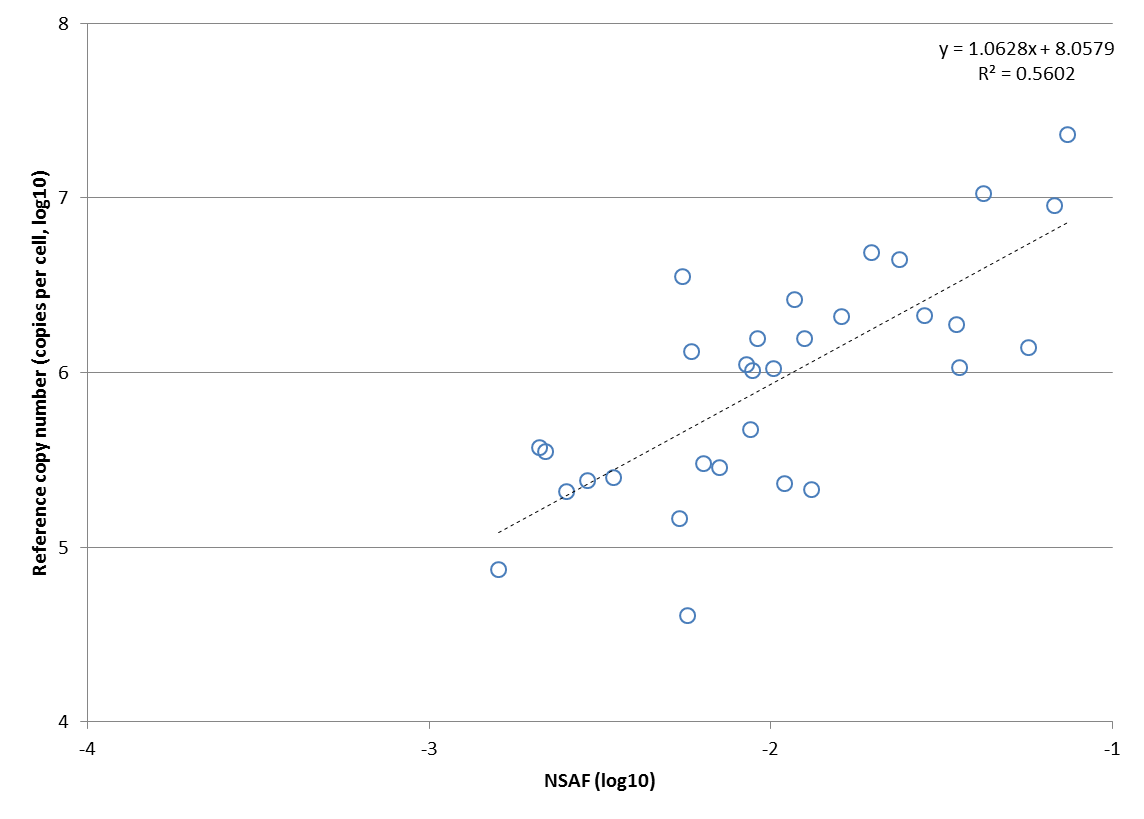 y = 1.0628x + 8.0579
R² = 0.5602
8
7
6
5
4
Reference copy number (copies per cell, log10)
-4 -3 -2 -1
NSAF (log10)